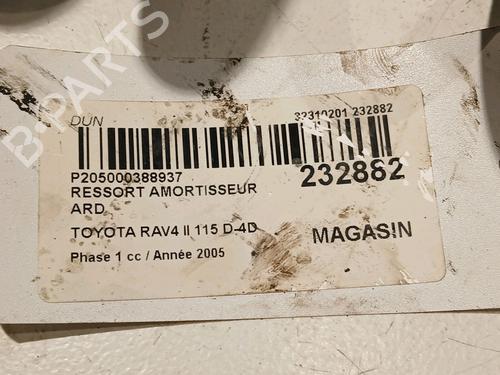 B-PARTS
DUN
32310201 232882
P205000388937
232882
RESSORT AMORTISSEUR
ARD
TOYOTA RAV4 II 115 D-4D
MAGASIN
Phase 1 cc / Année 2005